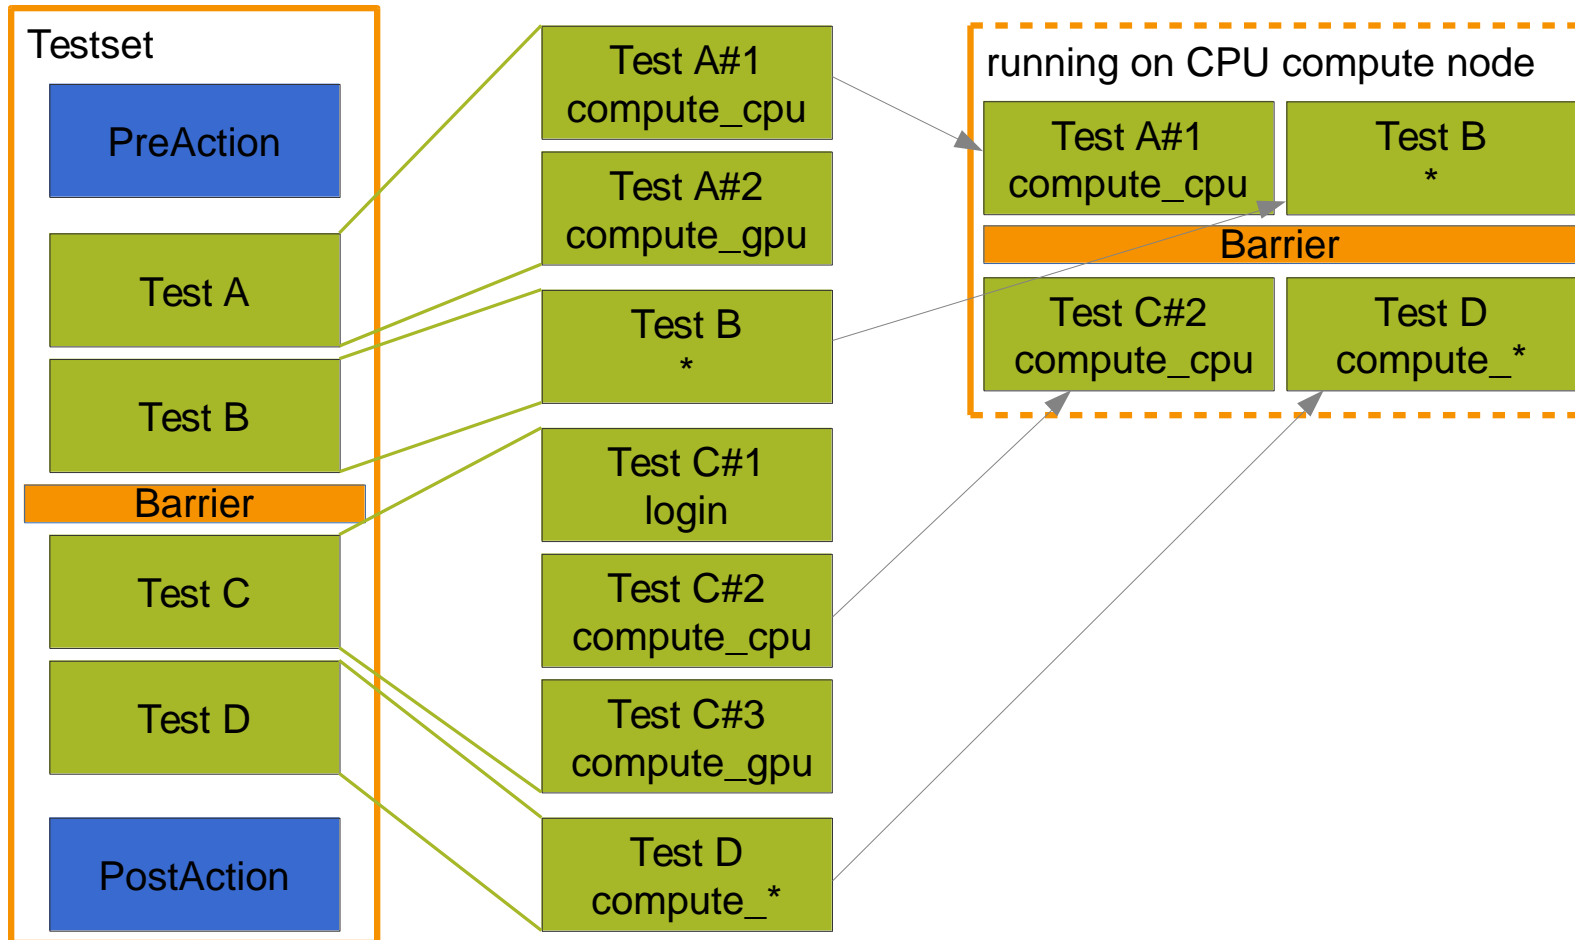 Testset
PreAction
Test A
Test B
Barrier
Test C
Test D
PostAction
Test A#1
compute_cpu
Test A#2
compute_gpu
Test B
*
Test C#1
login
Test C#2
compute_cpu
Test C#3
compute_gpu
Test D
compute_*
running on CPU compute node
Test A#1
compute_cpu
Test B
*
Barrier
Test C#2
compute_cpu
Test D
compute_*